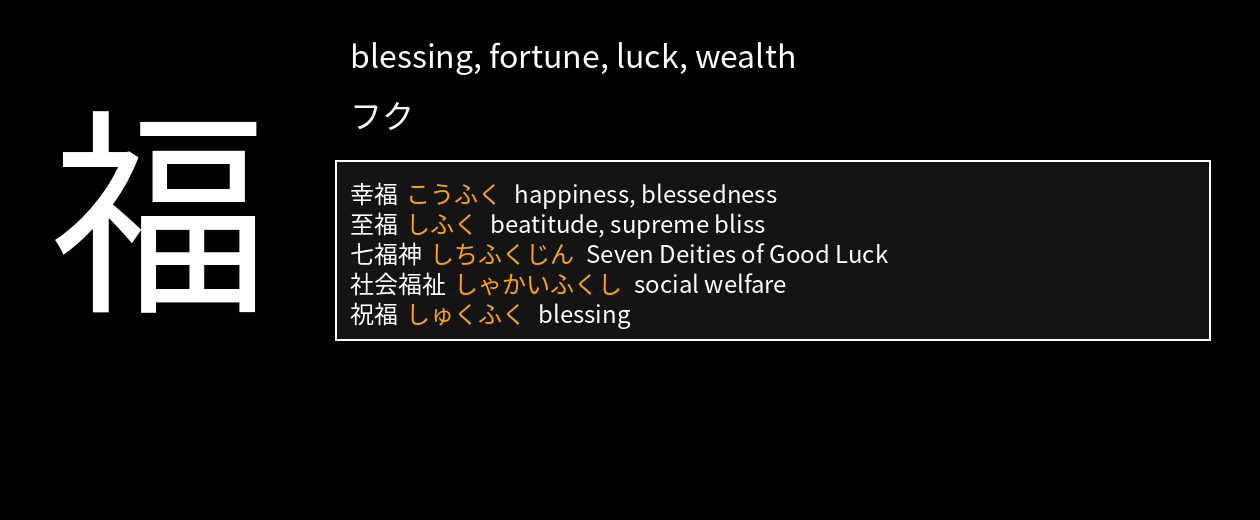 福
blessing, fortune, luck, wealth
フク
幸福 こうふく happiness, blessedness
至福 しふく beatitude, supreme bliss
七福神 しちふくじん Seven Deities of Good Luck
社会福祉 しゃかいふくし social welfare
祝福 しゅくふく blessing